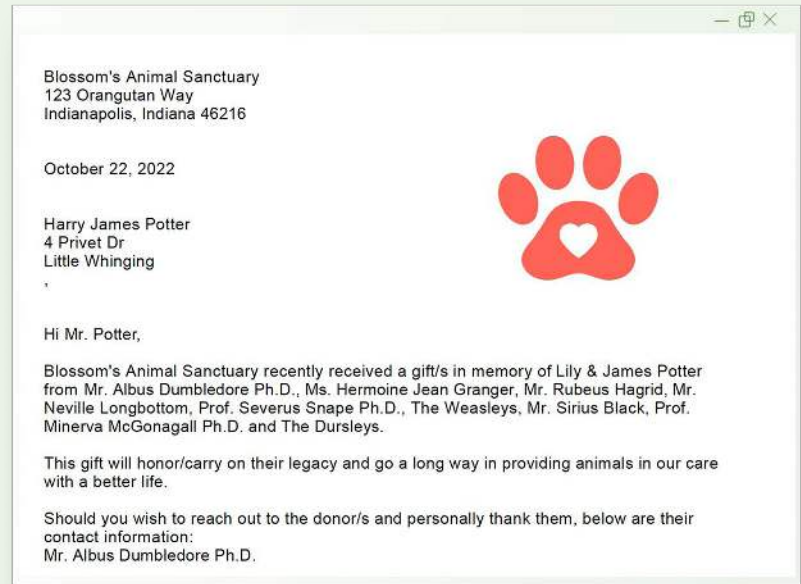 Blossom's Animal Sanctuary
123 Orangutan Way
Indianapolis, Indiana 46216
October 22, 2022
Harry James Potter
4 Privet Dr
Little Whinging
,
Hi Mr. Potter,
Blossom's Animal Sanctuary recently received a gift/s in memory of Lily & James Potter
from Mr. Albus Dumbledore Ph.D., Ms. Hermoine Jean Granger, Mr. Rubeus Hagrid, Mr.
Neville Longbottom, Prof. Severus Snape Ph.D., The Weasleys, Mr. Sirius Black, Prof.
Minerva McGonagall Ph.D. and The Dursleys.
This gift will honor/carry on their legacy and go a long way in providing animals in our care
with a better life.
Should you wish to reach out to the donor/s and personally thank them, below are their
contact information:
Mr. Albus Dumbledore Ph.D.